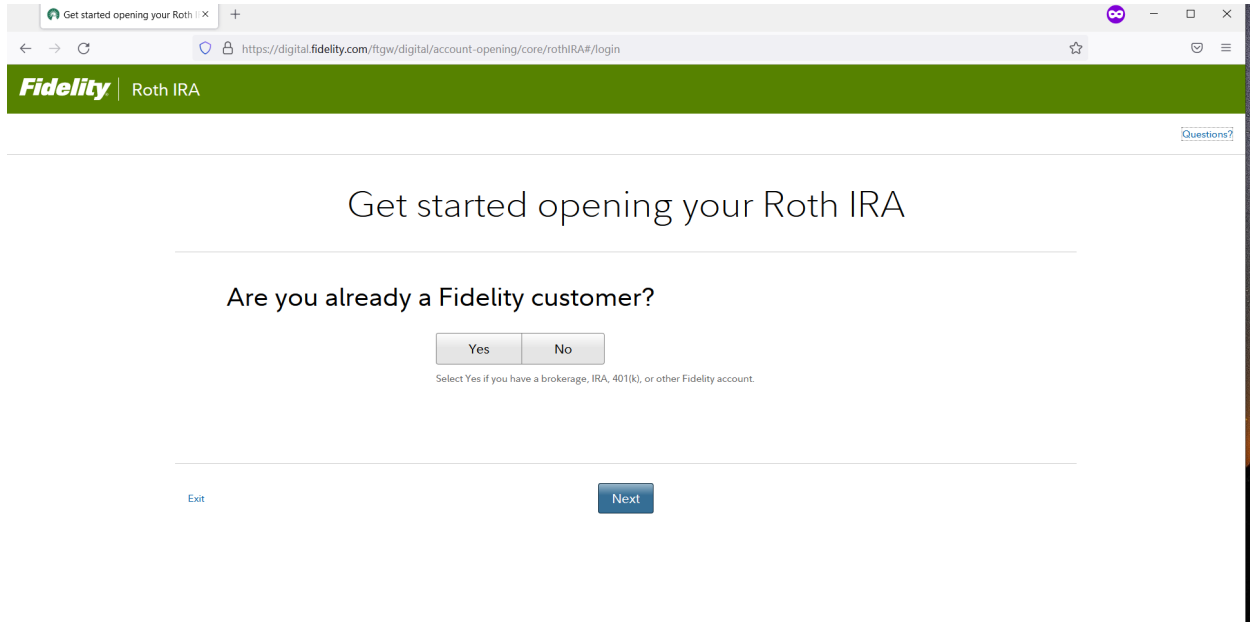 Get started opening your Roth
https://digital.fidelity.com/ftgw/digital/account-opening/core/rothIRA#/login
Fidelity Roth IRA
Questions?
Get started opening your Roth IRA
Are you already a Fidelity customer?
Yes No
Select Yes if you have a brokerage, IRA, 401(k), or other Fidelity account.
Exit Next